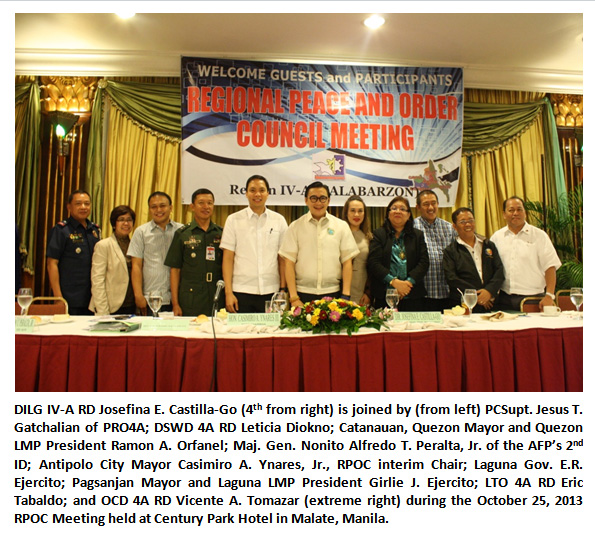 WELCOME GUESTS and PARTICIPANTS
REGIONAL PEACE AND ORDER
COUNCIL MEETING
IV-A ALABARZON
HON. CASIMIRO A. YNARES
DILG IV-A RD Josefina E. Castilla-Go (4th from right) is joined by (from left) PCSupt. Jesus T.
Gatchalian of PRO4A; DSWD 4A RD Leticia Diokno; Catanauan, Quezon Mayor and Quezon
LMP President Ramon A. Orfanel; Maj. Gen. Nonito Alfredo T. Peralta, Jr. of the AFP's 2nd
ID; Antipolo City Mayor Casimiro A. Ynares, Jr., RPOC interim Chair; Laguna Gov. E.R.
Ejercito; Pagsanjan Mayor and Laguna LMP President Girlie J. Ejercito; LTO 4A RD Eric
Tabaldo; and OCD 4A RD Vicente A. Tomazar (extreme right) during the October 25, 2013
RPOC Meeting held at Century Park Hotel in Malate, Manila.